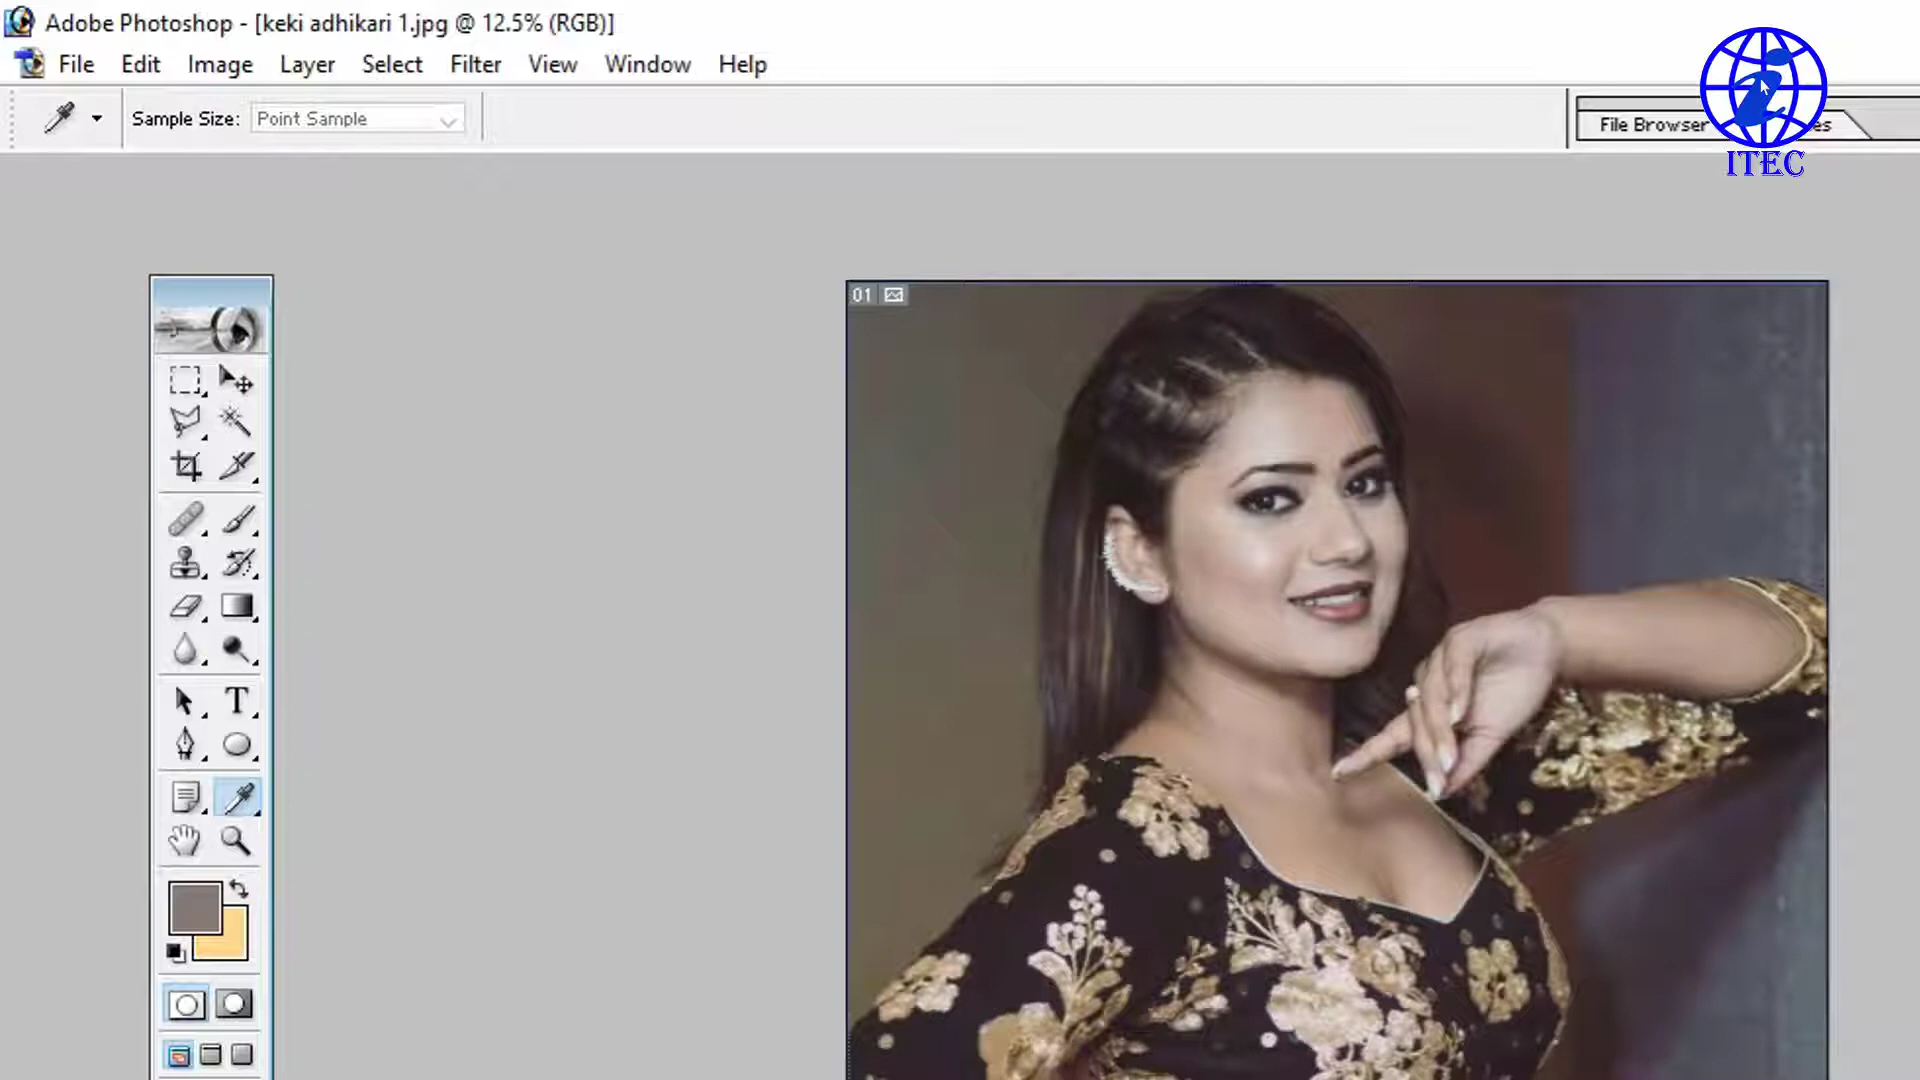 Adobe Photoshop - [keki adhikari 1.jpg @ 12.5% (RGB)]
File Edit Image Layer Select Filter View Window Help
Sample Size: Point Sample
File Browser
ITEC
01
T